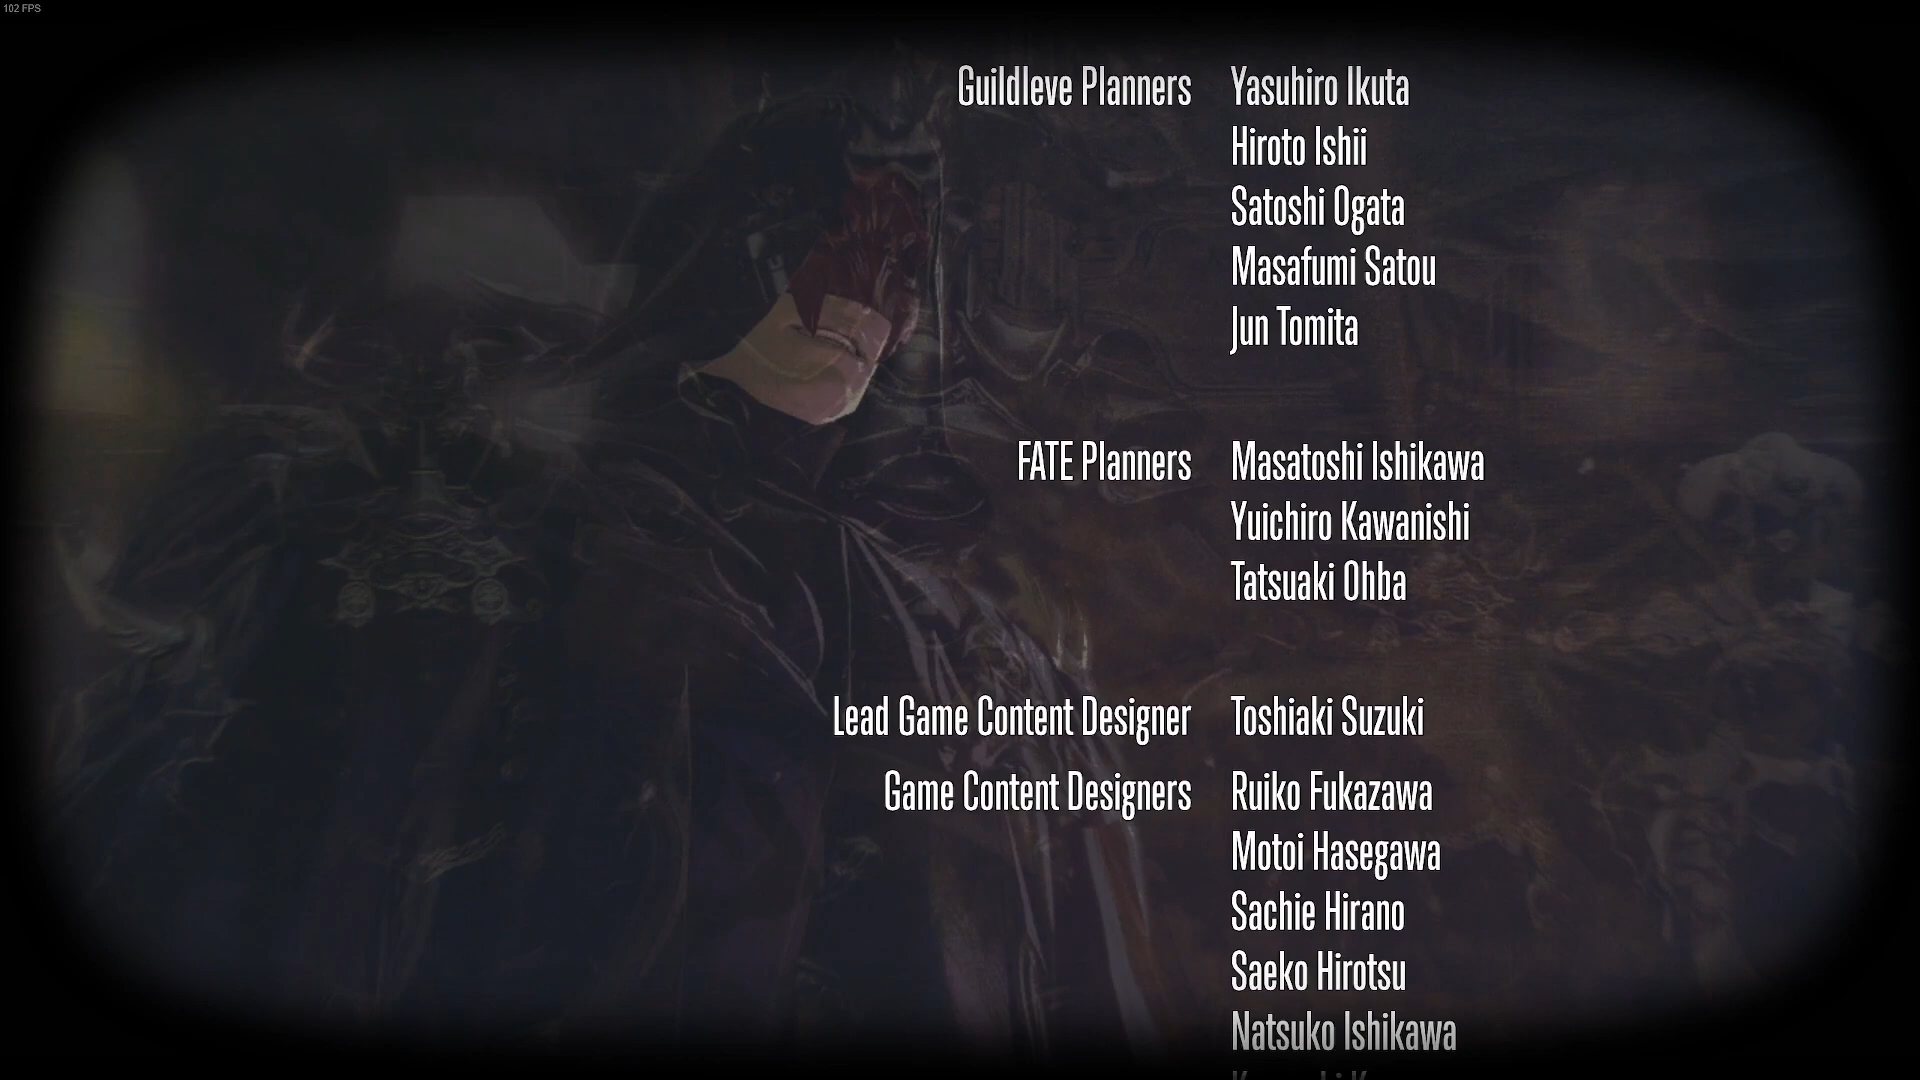 102 FPS
Guildleve Planners Yasuhiro Ikuta
Hiroto Ishii
Satoshi Ogata
Masafumi Satou
Jun Tomita
FATE Planners Masatoshi Ishikawa
Yuichiro Kawanishi
Tatsuaki Ohba
Lead Game Content Designer Toshiaki Suzuki
Game Content Designers Ruiko Fukazawa
Motoi Hasegawa
Sachie Hirano
Saeko Hirotsu
Natsuko Ishikawa